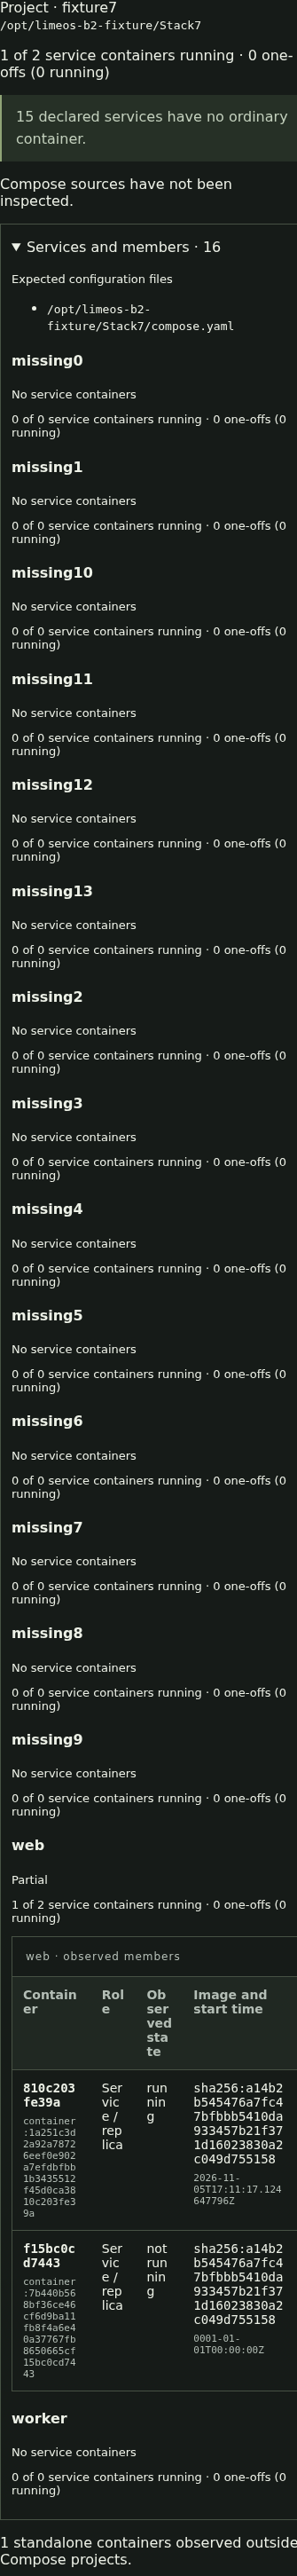 Project · fixture7
/opt/limeos-b2-fixture/Stack7
1 of 2 service containers running · 0 one-
offs (0 running)
15 declared services have no ordinary
container.
Compose sources have not been
inspected.
▼ Services and members · 16
Expected configuration files
• /opt/limeos-b2-
fixture/Stack7/compose.yaml
missing0
No service containers
0 of 0 service containers running · 0 one-offs (0
running)
missing1
No service containers
0 of 0 service containers running · 0 one-offs (0
running)
missing10
No service containers
0 of 0 service containers running · 0 one-offs (0
running)
missing11
No service containers
0 of 0 service containers running · 0 one-offs (0
running)
missing12
No service containers
0 of 0 service containers running · 0 one-offs (0
running)
missing13
No service containers
0 of 0 service containers running · 0 one-offs (0
running)
missing2
No service containers
0 of 0 service containers running · 0 one-offs (0
running)
missing3
No service containers
0 of 0 service containers running · 0 one-offs (0
running)
missing4
No service containers
0 of 0 service containers running · 0 one-offs (0
running)
missing5
No service containers
0 of 0 service containers running · 0 one-offs (0
running)
missing6
No service containers
0 of 0 service containers running · 0 one-offs (0
running)
missing7
No service containers
0 of 0 service containers running · 0 one-offs (0
running)
missing8
No service containers
0 of 0 service containers running · 0 one-offs (0
running)
missing9
No service containers
0 of 0 service containers running · 0 one-offs (0
running)
web
Partial
1 of 2 service containers running · 0 one-offs (0
running)
web · observed members
Contain
er
Rol
e
Ob
ser
ved
sta
te
Image and
start time
810c203
fe39a
container
:1a251c3d
2a92a7872
6eef0e902
a7efdbfbb
1b3435512
f45d0ca38
10c203fe3
9a
Ser
vic
e /
rep
lica
run
nin
g
sha256:a14b2
b545476a7fc4
7bfbbb5410da
933457b21f37
1d16023830a2
c049d755158
2026-11-
05T17:11:17.124
647796Z
f15bc0c
d7443
container
:7b440b56
8bf36ce46
cf6d9ba11
fb8f4a6e4
0a37767fb
8650665cf
15bc0cd74
43
Ser
vic
e /
rep
lica
not
run
nin
g
sha256:a14b2
b545476a7fc4
7bfbbb5410da
933457b21f37
1d16023830a2
c049d755158
0001-01-
01T00:00:00Z
worker
No service containers
0 of 0 service containers running · 0 one-offs (0
running)
1 standalone containers observed outside
Compose projects.